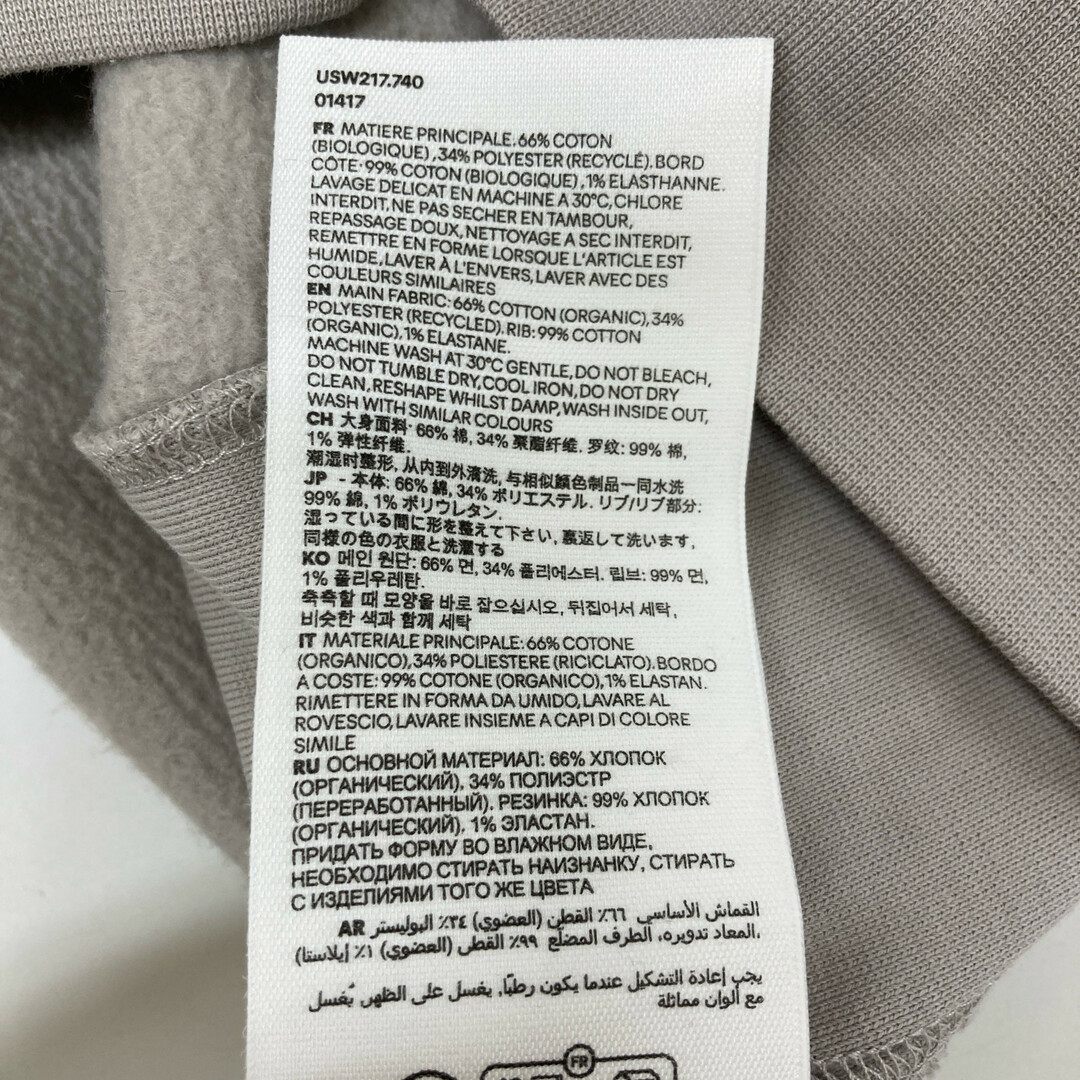 USW217.740
01417
FR MATIERE PRINCIPALE. 66% COTON
(BIOLOGIQUE), 34% POLYESTER (RECYCLÉ). BORD
CÔTE: 99% COTON (BIOLOGIQUE), 1% ELASTHANNE.
LAVAGE DELICAT EN MACHINE A 30°C, CHLORE
INTERDIT, NE PAS SECHER EN TAMBOUR,
REPASSAGE DOUX, NETTOYAGE A SEC INTERDIT,
REMETTRE EN FORME LORSQUE L'ARTICLE EST
HUMIDE, LAVER À L'ENVERS, LAVER AVEC DES
COULEURS SIMILAIRES
EN MAIN FABRIC: 66% COTTON (ORGANIC), 34%
POLYESTER (RECYCLED). RIB: 99% COTTON
(ORGANIC), 1% ELASTANE.
MACHINE WASH AT 30°C GENTLE, DO NOT BLEACH,
DO NOT TUMBLE DRY, COOL IRON, DO NOT DRY
CLEAN, RESHAPE WHILST DAMP, WASH INSIDE OUT,
WASH WITH SIMILAR COLOURS
CH 大身面料: 66% 棉, 34% 聚酯纤维. 罗纹: 99% 棉,
1% 弹性纤维.
潮湿时整形, 从内到外清洗, 与相似颜色制品一同水洗
JP - 本体: 66% 綿, 34% ポリエステル. リブ/リブ部分:
99% 綿, 1% ポリウレタン.
湿っている間に形を整えて下さい, 裏返して洗います,
同様の色の衣服と洗濯する
KO 메인 원단: 66% 면, 34% 폴리에스터. 립브: 99% 면,
1% 폴리우레탄.
축축할 때 모양을 바로 잡으십시오, 뒤집어서 세탁,
비슷한 색과 함께 세탁
IT MATERIALE PRINCIPALE: 66% COTONE
(ORGANICO), 34% POLIESTERE (RICICLATO). BORDO
A COSTE: 99% COTONE (ORGANICO), 1% ELASTAN.
RIMETTERE IN FORMA DA UMIDO, LAVARE AL
ROVESCIO, LAVARE INSIEME A CAPI DI COLORE
SIMILE
RU ОСНОВНОЙ МАТЕРИАЛ: 66% ХЛОПОК
(ОРГАНИЧЕСКИЙ), 34% ПОЛИЭСТР
(ПЕРЕРАБОТАННЫЙ). РЕЗИНКА: 99% ХЛОПОК
(ОРГАНИЧЕСКИЙ), 1% ЭЛАСТАН.
ПРИДАТЬ ФОРМУ ВО ВЛАЖНОМ ВИДЕ,
НЕОБХОДИМО СТИРАТЬ НАИЗНАНКУ, СТИРАТЬ
С ИЗДЕЛИЯМИ ТОГО ЖЕ ЦВЕТА
القماش الأساسي ٦٦٪ القطن (العضوي) ٣٤٪ البوليستر AR
المعاد تدويره, الطرف المضلّع ٩٩٪ القطى (العضوي) ١٪ إيلاستا)،
يجب إعادة التشكيل عندما يكون رطبًا, يغسل على الظهر, يُغسل
مع ألوان مماثلة
FR